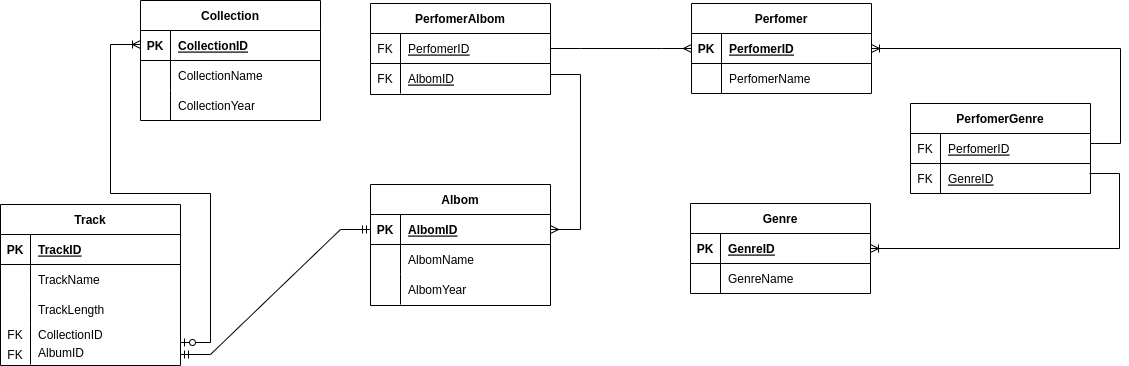 Collection
PK CollectionID
CollectionName
CollectionYear
PerfomerAlbom
FK PerfomerID
FK AlbomID
Perfomer
PK PerfomerID
PerfomerName
PerfomerGenre
FK PerfomerID
FK GenreID
Track
PK TrackID
TrackName
TrackLength
FK CollectionID
FK AlbumID
Albom
PK AlbomID
AlbomName
AlbomYear
Genre
PK GenreID
GenreName